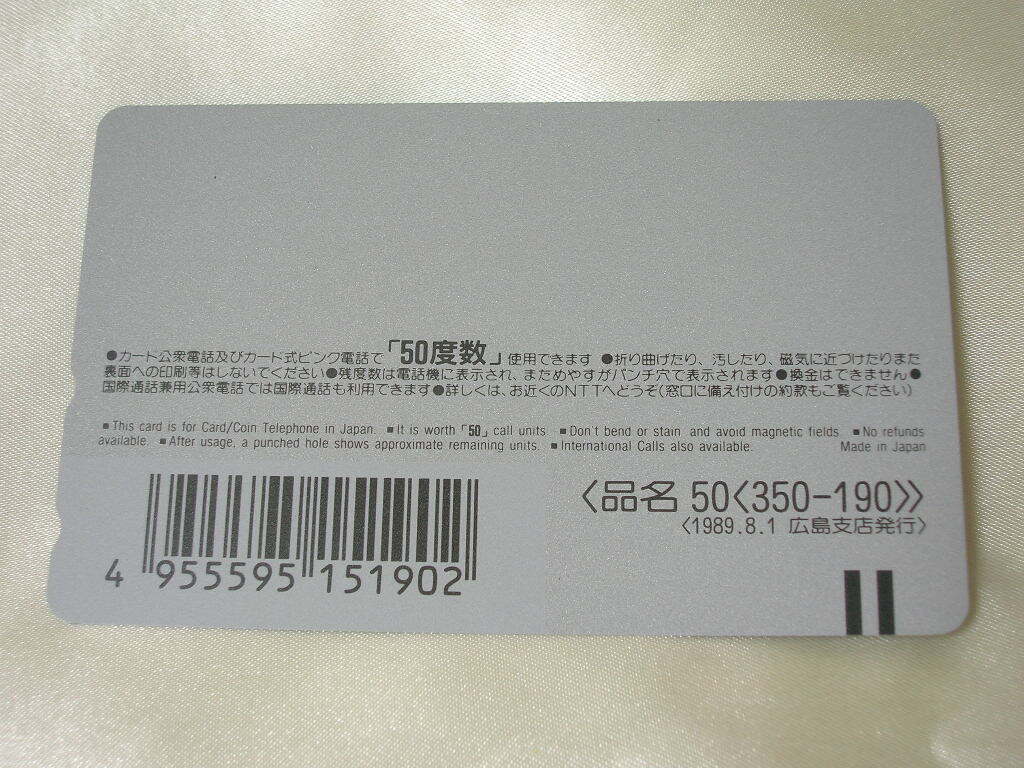 ●カード公衆電話及びカード式ピンク電話で「50度数」使用できます ●折り曲げたり、汚したり、磁気に近づけたりまた
裏面への印刷等はしないでください●残度数は電話機に表示され、まためやすがパンチ穴で表示されます●換金はできません●
国際通話兼用公衆電話では国際通話も利用できます●詳しくは、お近くのNTTへどうぞ(窓口に備え付けの約款もご覧ください)
■This card is for Card/Coin Telephone in Japan. ■It is worth「50」call units ■Don't bend or stain and avoid magnetic fields. ■No refunds
available. ■After usage, a punched hole shows approximate remaining units. ■International Calls also available. Made in Japan
〈品名 50〈350-190〉〉
〈1989.8.1 広島支店発行〉
4 955595 151902